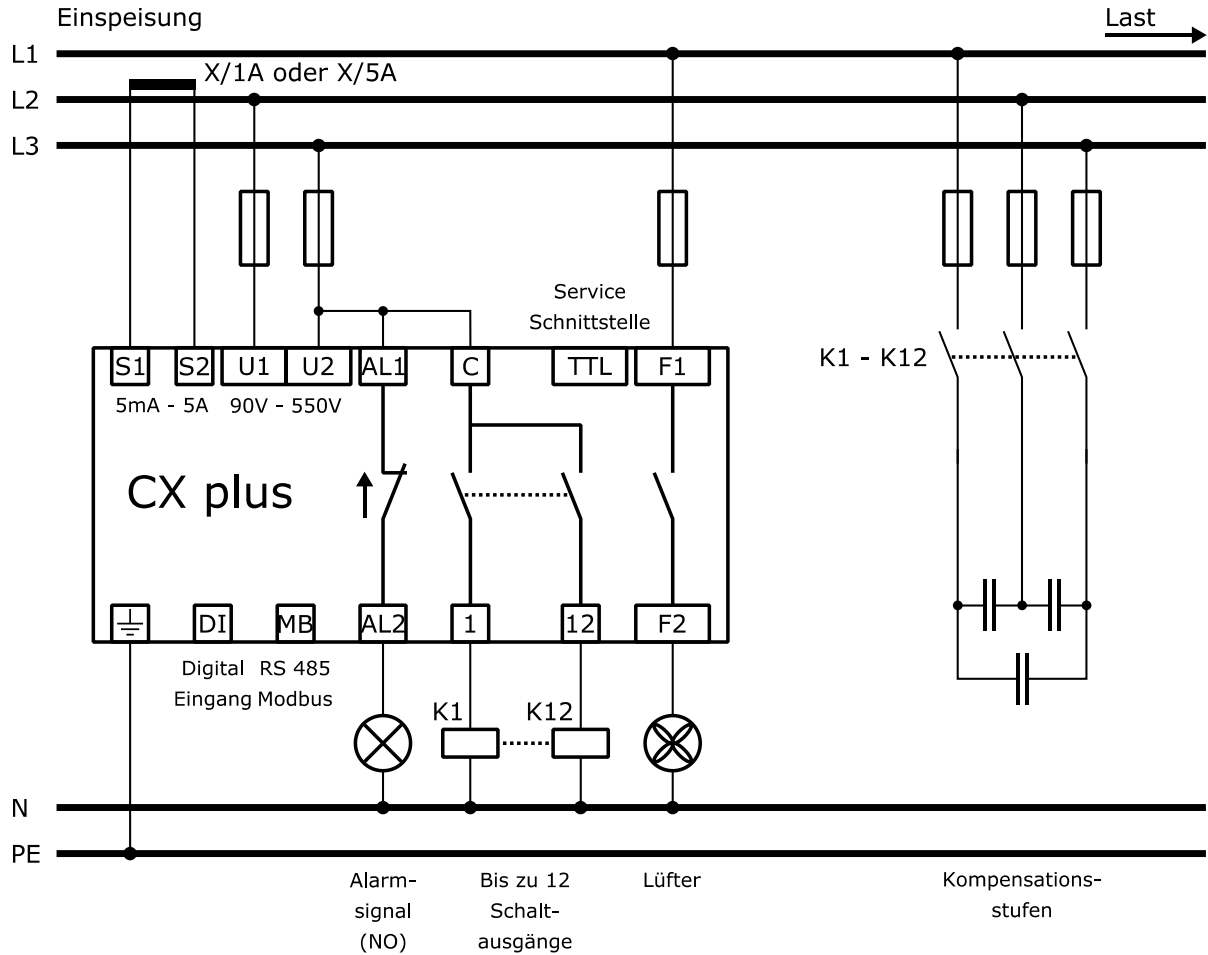 Einspeisung
Last
L1
X/1A oder X/5A
L2
L3
Service
Schnittstelle
S1 S2 U1 U2 AL1 C TTL F1
5mA - 5A 90V - 550V
K1 - K12
CX plus
DI MB AL2 1 12 F2
Digital RS 485
Eingang Modbus
K1 K12
N
PE
Alarm-
signal
(NO)
Bis zu 12
Schalt-
ausgänge
Lüfter
Kompensations-
stufen